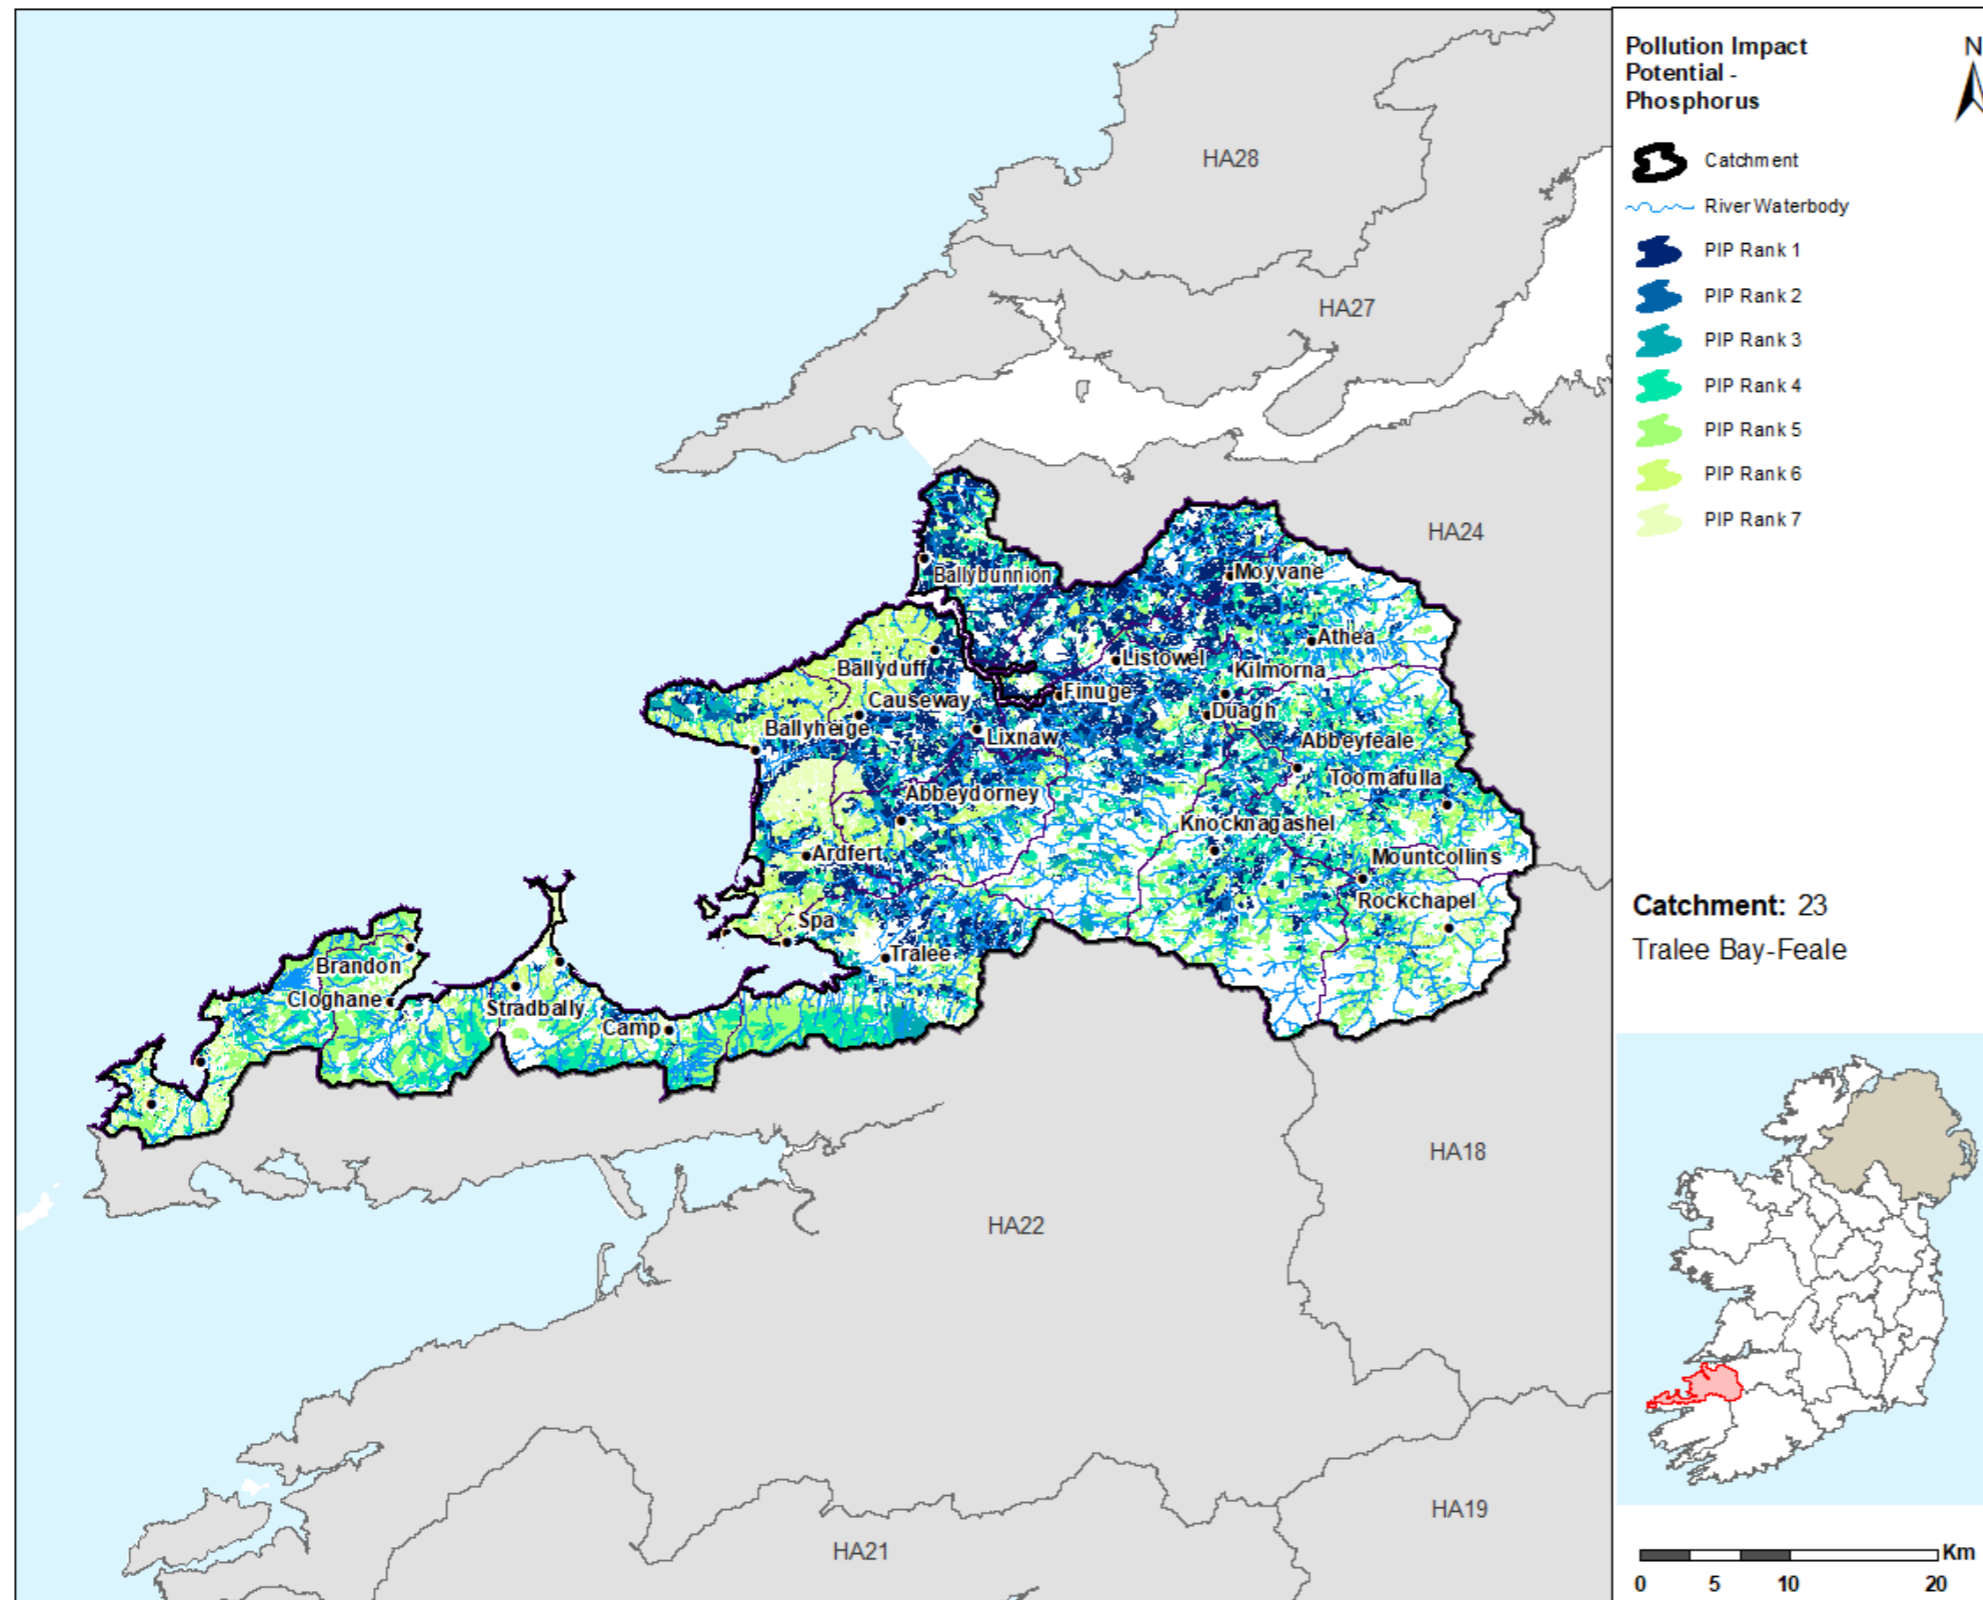 HA28
HA27
HA24
Ballybunnion
Moyvane
Athea
Ballyduff
Listowel
Kilmorna
Causeway
Finuge
Duagh
Ballyheige
Lixnaw
Abbeyfeale
Toornafulla
Abbeydorney
Knocknagashel
Ardfert
Mountcollins
Rockchapel
Spa
Tralee
Brandon
Cloghane
Stradbally
Camp
HA18
HA22
HA19
HA21
Pollution Impact
Potential -
Phosphorus
N
Catchment
River Waterbody
PIP Rank 1
PIP Rank 2
PIP Rank 3
PIP Rank 4
PIP Rank 5
PIP Rank 6
PIP Rank 7
Catchment: 23
Tralee Bay-Feale
Km
0 5 10 20